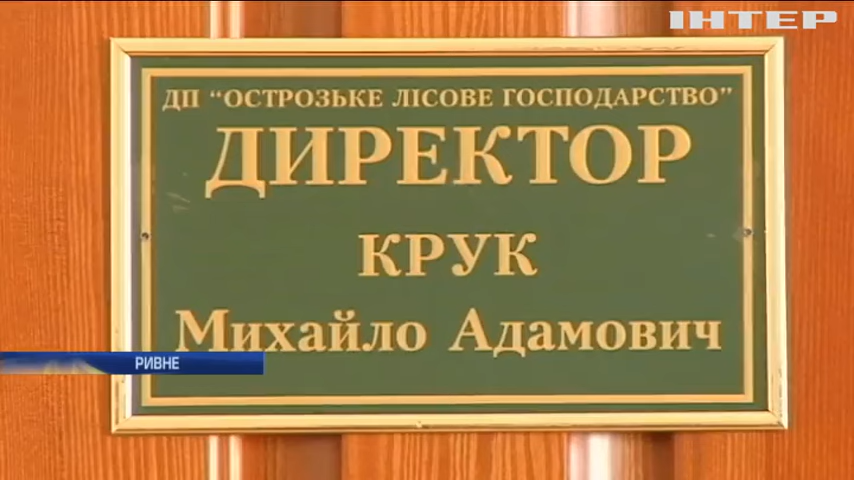 ІНТЕР
ДП “ОСТРОЗЬКЕ ЛІСОВЕ ГОСПОДАРСТВО”
ДИРЕКТОР
КРУК
Михайло Адамович
РИВНЕ